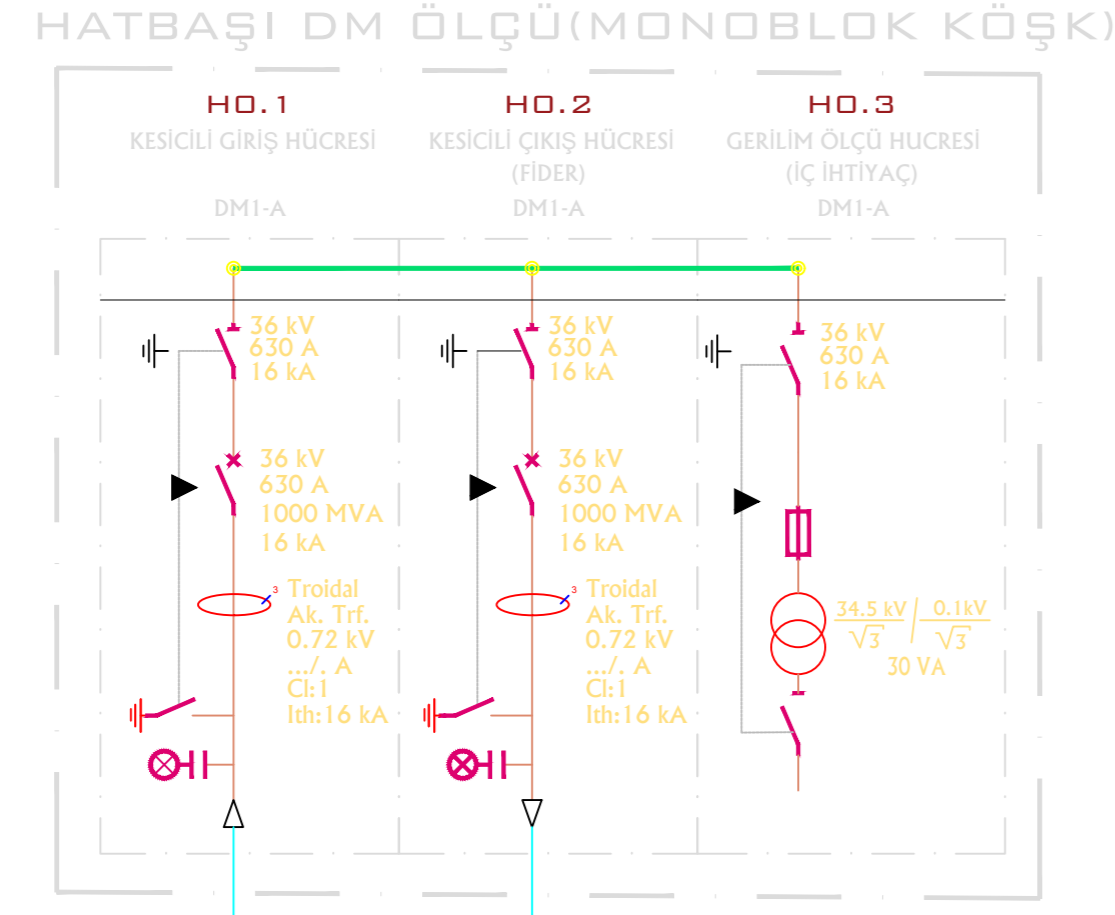 HATBAŞI DM ÖLÇÜ(MONOBLOK KÖŞK)
HO.1
KESİCİLİ GİRİŞ HÜCRESİ
DM1-A
HO.2
KESİCİLİ ÇIKIŞ HÜCRESİ
(FİDER)
DM1-A
HO.3
GERİLİM ÖLÇÜ HUCRESİ
(İÇ İHTİYAÇ)
DM1-A
36 kV
630 A
16 kA
36 kV
630 A
1000 MVA
16 kA
3
Troidal
Ak. Trf.
0.72 kV
.../. A
Cl:1
Ith:16 kA
36 kV
630 A
16 kA
36 kV
630 A
1000 MVA
16 kA
3
Troidal
Ak. Trf.
0.72 kV
.../. A
Cl:1
Ith:16 kA
36 kV
630 A
16 kA
34.5 kV / 0.1kV
√3 √3
30 VA